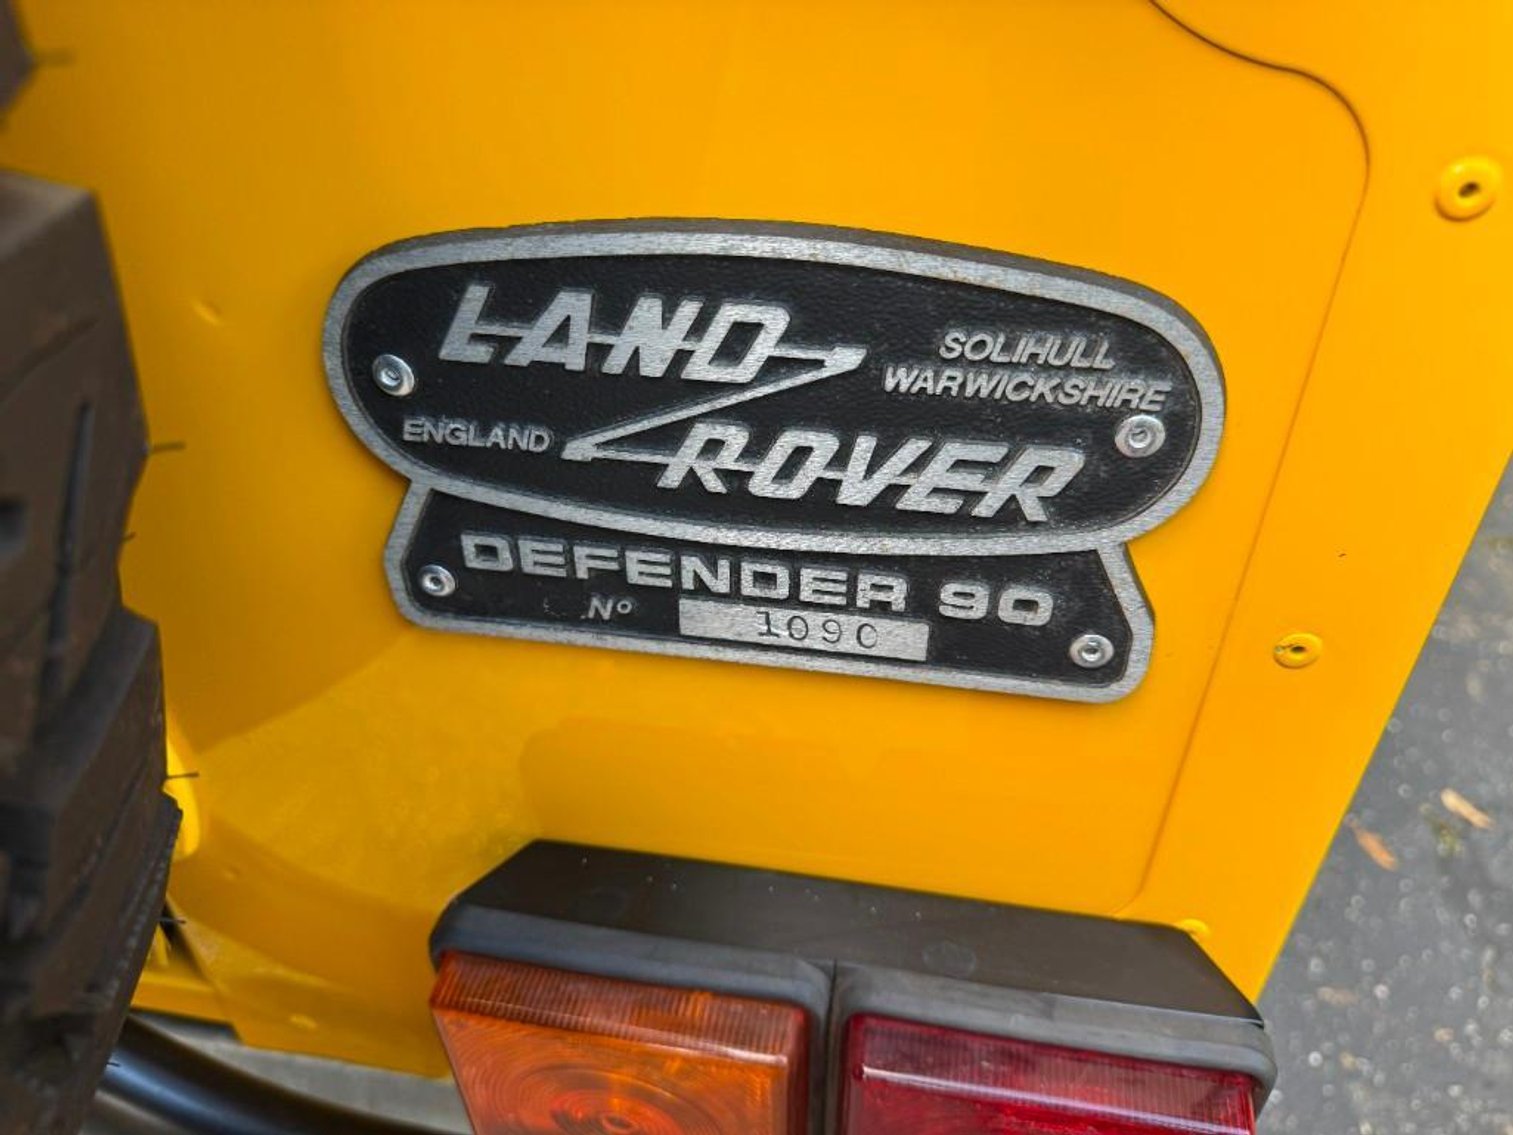 LAND
SOLIHULL
WARWICKSHIRE
ENGLAND
ROVER
DEFENDER 90
Nº 1090